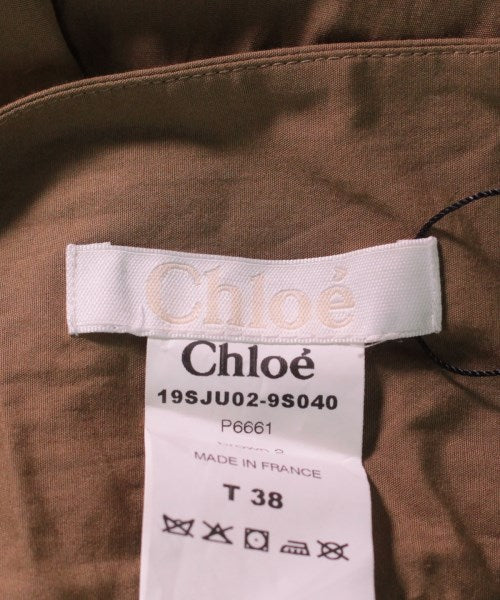 Chloé
Chloé
19SJU02-9S040
P6661
MADE IN FRANCE
T 38